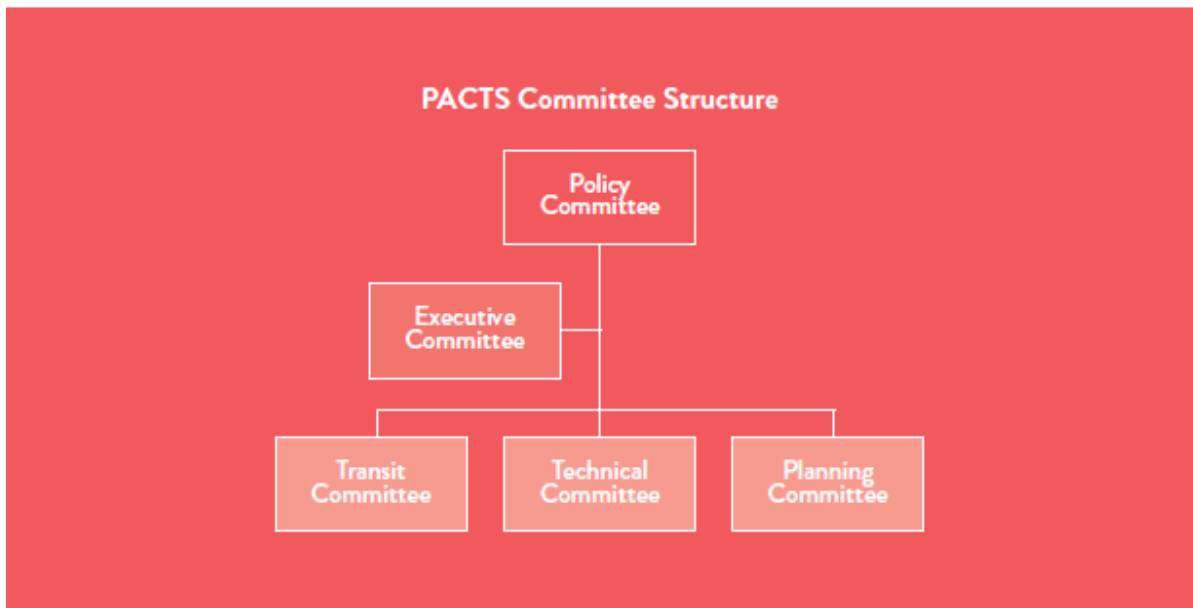 PACTS Committee Structure
Policy
Committee
Executive
Committee
Transit
Committee
Technical
Committee
Planning
Committee